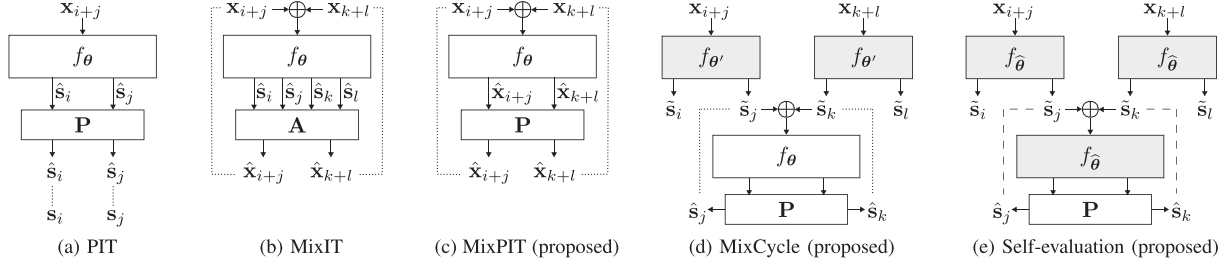 x_{i+j}
f_θ
ŝ_i ŝ_j
P
ŝ_i ŝ_j
s_i s_j
(a) PIT
x_{i+j} ⊕ x_{k+l}
f_θ
ŝ_i ŝ_j ŝ_k ŝ_l
A
x̂_{i+j} x̂_{k+l}
(b) MixIT
x_{i+j} ⊕ x_{k+l}
f_θ
x̂_{i+j} x̂_{k+l}
P
x̂_{i+j} x̂_{k+l}
(c) MixPIT (proposed)
x_{i+j} x_{k+l}
f_{θ′} f_{θ′}
s̃_i s̃_j ⊕ s̃_k s̃_l
f_θ
ŝ_j P ŝ_k
(d) MixCycle (proposed)
x_{i+j} x_{k+l}
f_{θ̂} f_{θ̂}
s̃_i s̃_j ⊕ s̃_k s̃_l
f_{θ̂}
ŝ_j P ŝ_k
(e) Self-evaluation (proposed)